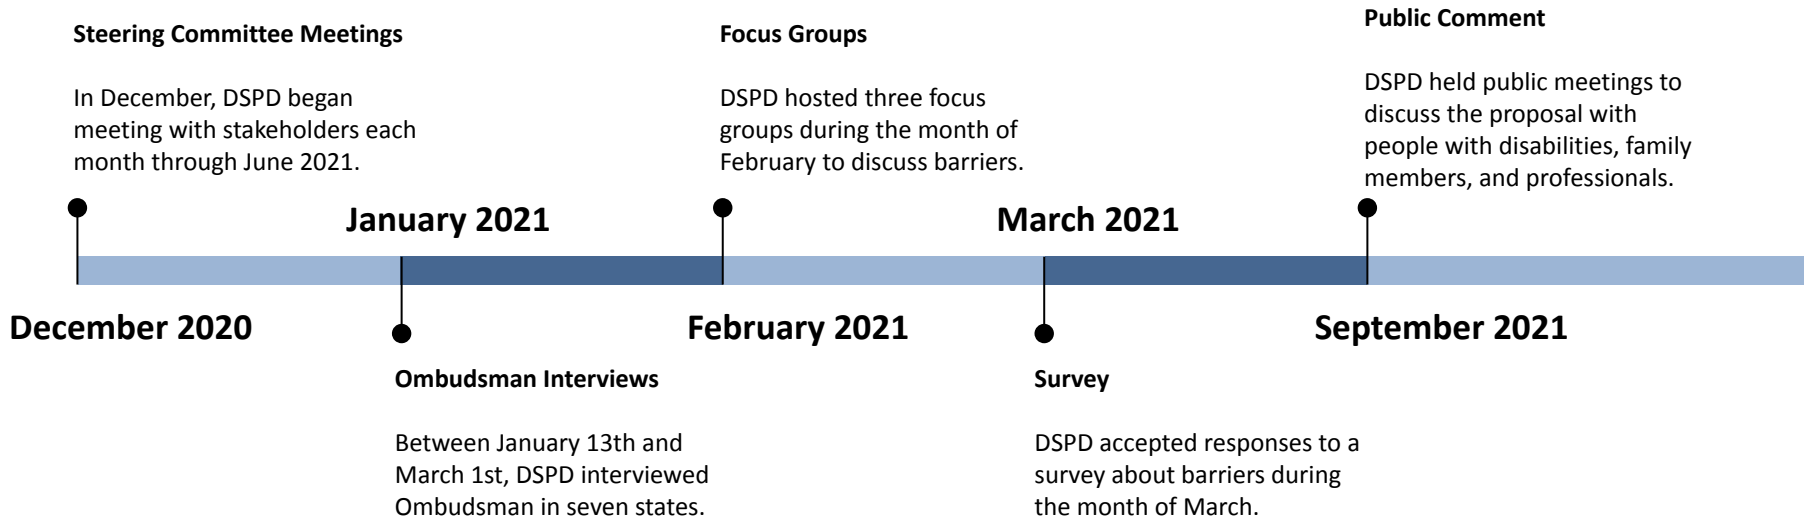 Steering Committee Meetings
In December, DSPD began
meeting with stakeholders each
month through June 2021.
Focus Groups
DSPD hosted three focus
groups during the month of
February to discuss barriers.
Public Comment
DSPD held public meetings to
discuss the proposal with
people with disabilities, family
members, and professionals.
January 2021
March 2021
December 2020
February 2021
September 2021
Ombudsman Interviews
Between January 13th and
March 1st, DSPD interviewed
Ombudsman in seven states.
Survey
DSPD accepted responses to a
survey about barriers during
the month of March.